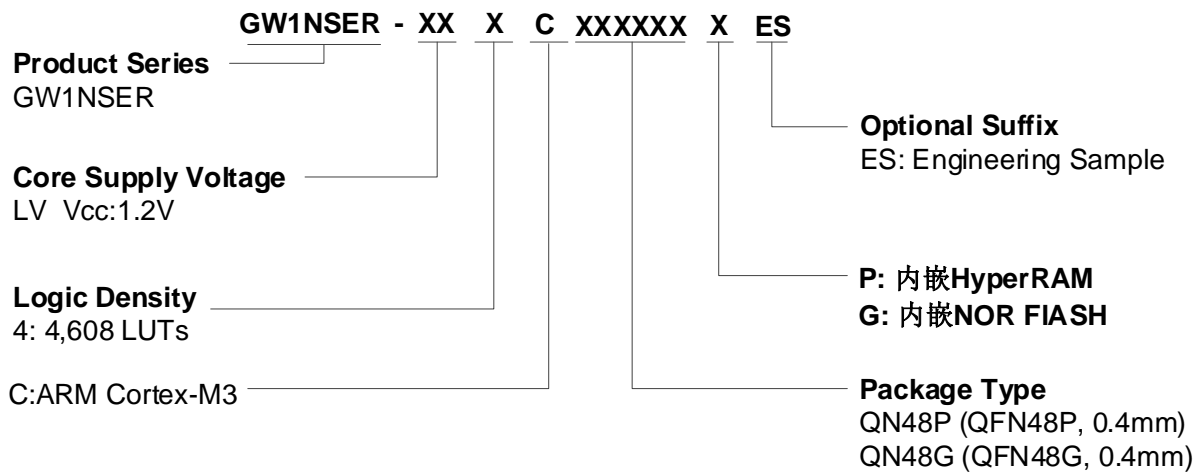 GW1NSER - XX X C XXXXXX X ES
Product Series
GW1NSER
Core Supply Voltage
LV Vcc:1.2V
Logic Density
4: 4,608 LUTs
C:ARM Cortex-M3
Optional Suffix
ES: Engineering Sample
P: 内嵌HyperRAM
G: 内嵌NOR FlASH
Package Type
QN48P (QFN48P, 0.4mm)
QN48G (QFN48G, 0.4mm)